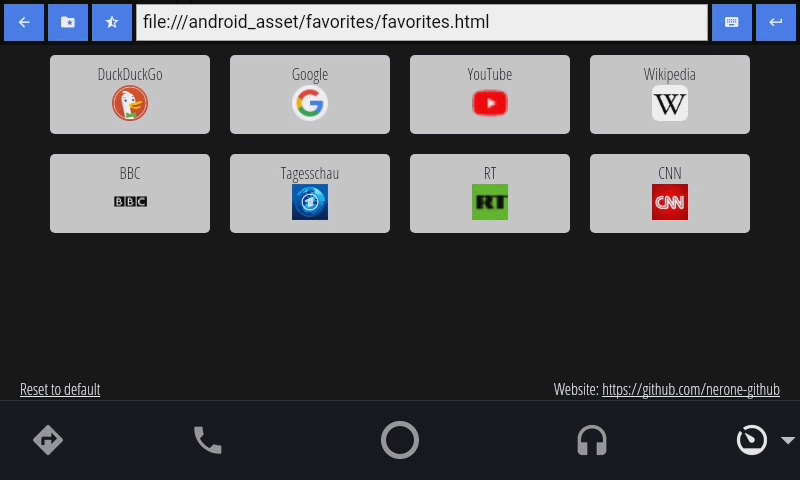 file:///android_asset/favorites/favorites.html
DuckDuckGo
Google
YouTube
Wikipedia
W
BBC
Tagesschau
RT
CNN
BBC
RT
CNN
Reset to default
Website: https://github.com/nerone-github